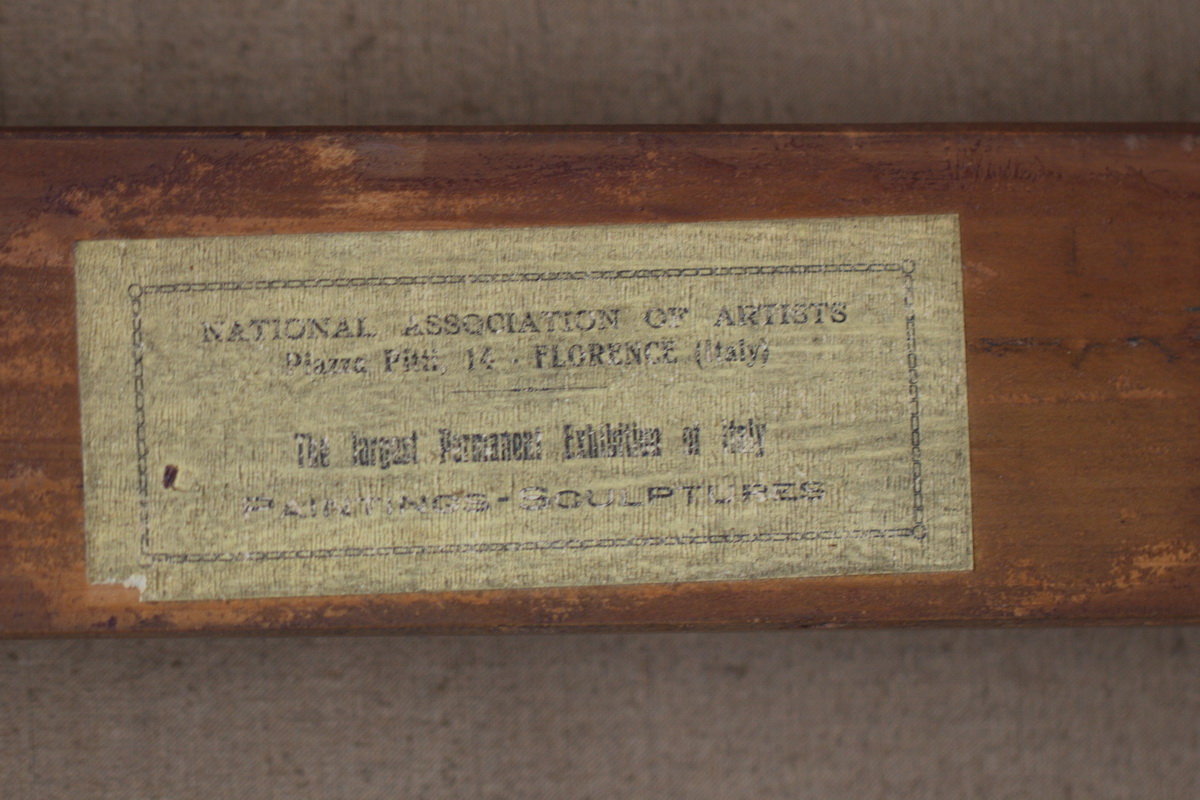 NATIONAL ASSOCIATION OF ARTISTS
Piazza Pitti, 14 - FLORENCE (Italy)
The largest Permanent Exhibition of Italy
PAINTINGS-SCULPTURES